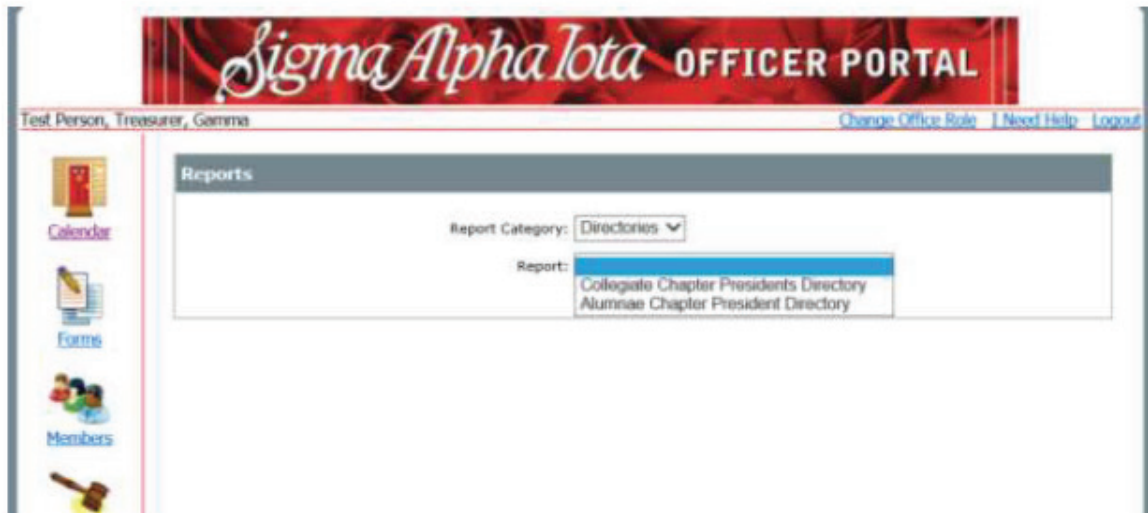 Sigma Alpha Iota OFFICER PORTAL
Test Person, Treasurer, Gamma Change Office Role I Need Help Logout
Reports
Calendar
Report Category: Directories
Report:
Collegiate Chapter Presidents Directory
Alumnae Chapter President Directory
Forms
Members